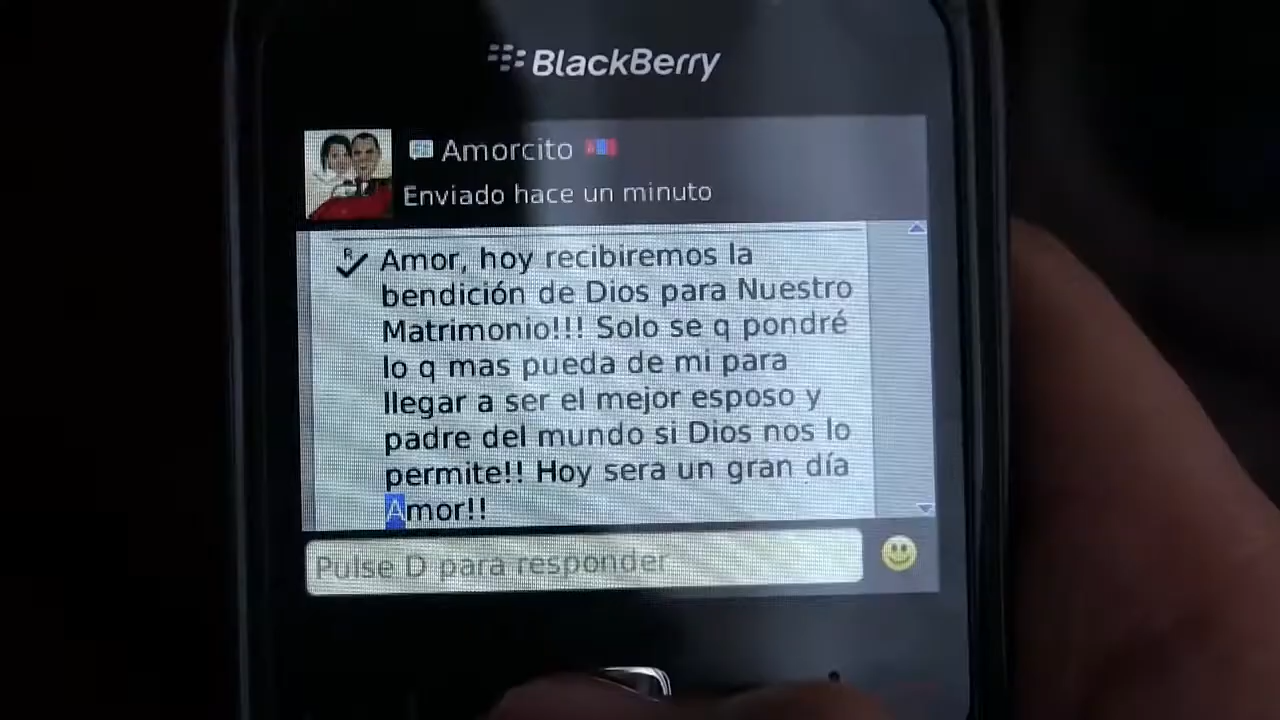 BlackBerry
Amorcito
Enviado hace un minuto
Amor, hoy recibiremos la
bendición de Dios para Nuestro
Matrimonio!!! Solo se q pondré
lo q mas pueda de mi para
llegar a ser el mejor esposo y
padre del mundo si Dios nos lo
permite!! Hoy sera un gran día
Amor!!
Pulse D para responder